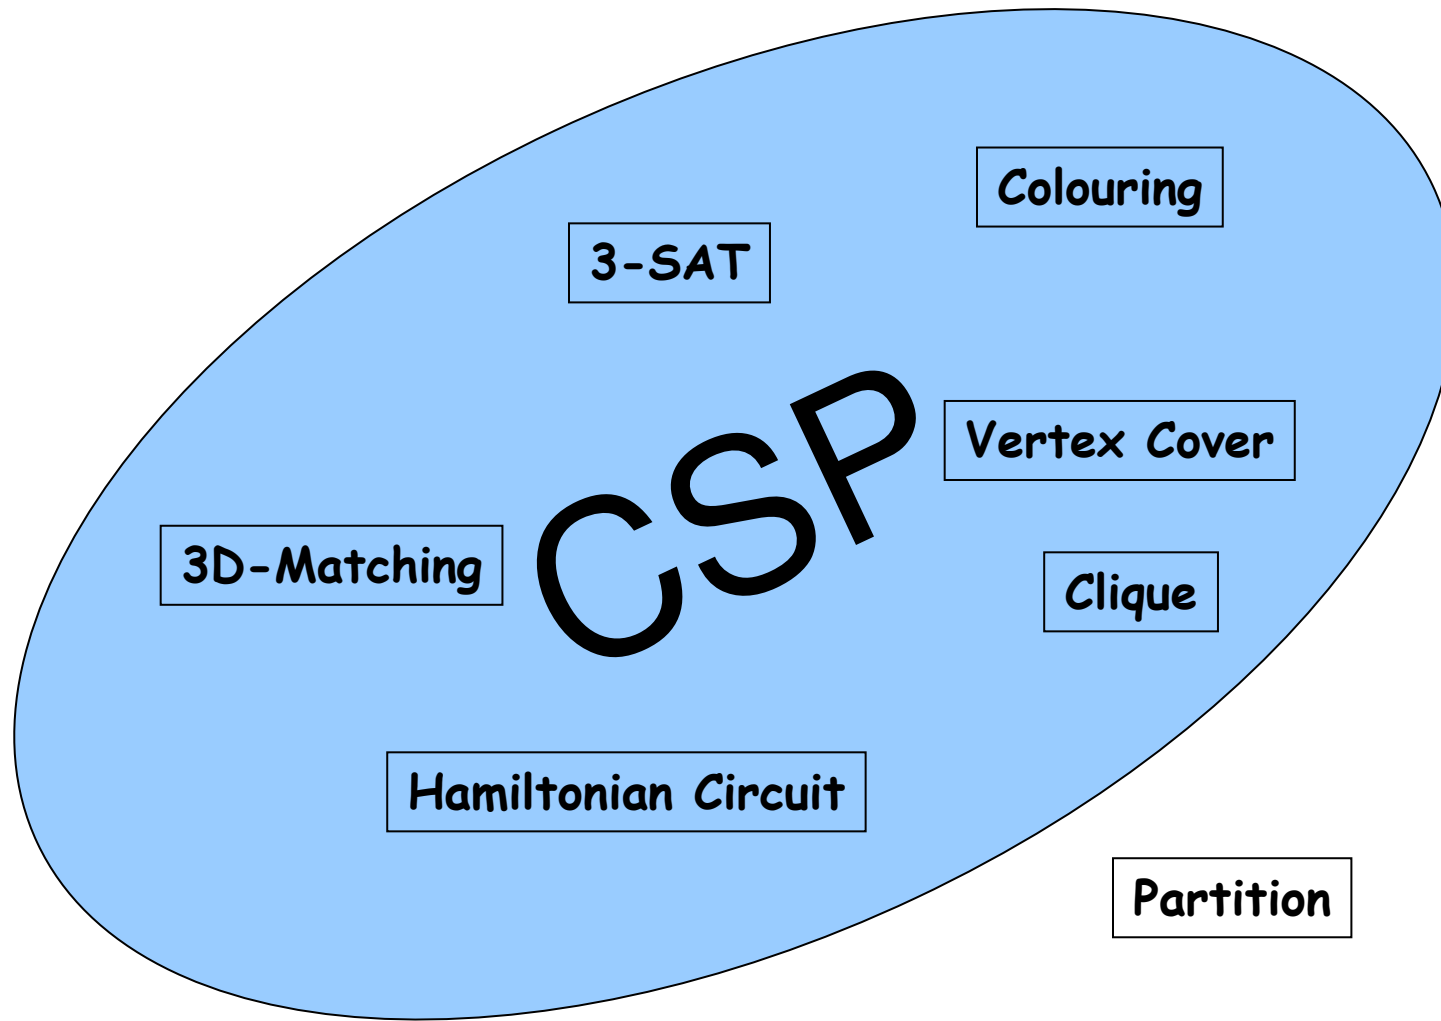 Colouring
3-SAT
CSP
Vertex Cover
3D-Matching
Clique
Hamiltonian Circuit
Partition